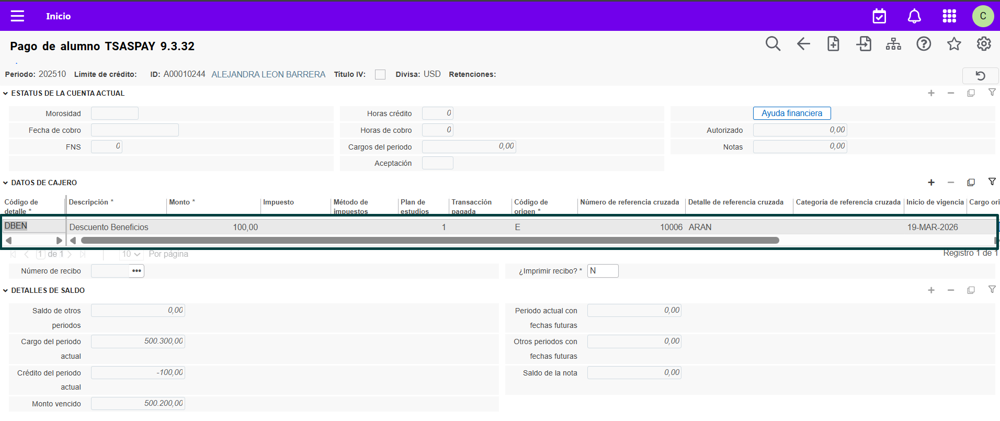 Inicio
C
Pago de alumno TSASPAY 9.3.32
Periodo: 202510 Límite de crédito: ID: A00010244 ALEJANDRA LEON BARRERA Título IV: Divisa: USD Retenciones:
ESTATUS DE LA CUENTA ACTUAL
Morosidad Horas crédito 0 Ayuda financiera
Fecha de cobro Horas de cobro 0 Autorizado 0,00
FNS 0 Cargos del periodo 0,00 Notas 0,00
Aceptación
DATOS DE CAJERO
Código de detalle * Descripción * Monto * Impuesto Método de impuestos Plan de estudios Transacción pagada Código de origen * Número de referencia cruzada Detalle de referencia cruzada Categoría de referencia cruzada Inicio de vigencia Cargo ori
DBEN Descuento Beneficios 100,00 1 E 10006 ARAN 19-MAR-2026
1 de 1 10 Por página Registro 1 de 1
Número de recibo ••• ¿Imprimir recibo? * N
DETALLES DE SALDO
Saldo de otros periodos 0,00 Periodo actual con fechas futuras 0,00
Cargo del periodo actual 500.300,00 Otros periodos con fechas futuras 0,00
Crédito del periodo actual -100,00 Saldo de la nota 0,00
Monto vencido 500.200,00